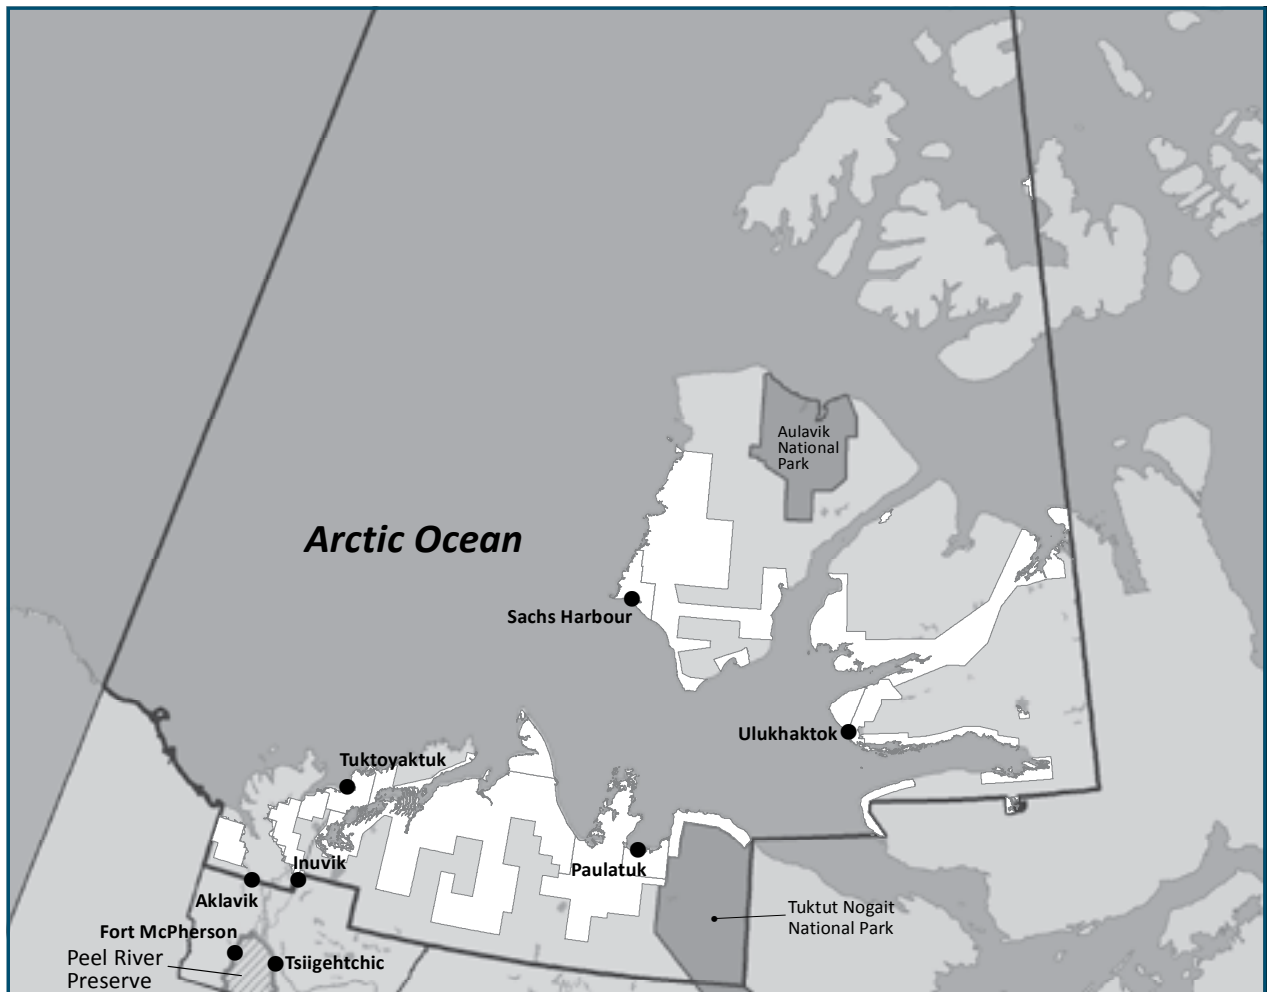 Aulavik
National
Park
Arctic Ocean
Sachs Harbour
Ulukhaktok
Tuktoyaktuk
Inuvik
Paulatuk
Aklavik
Tuktut Nogait
National Park
Fort McPherson
Peel River
Preserve
Tsiigehtchic